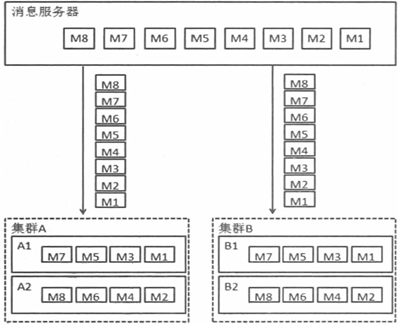 消息服务器
M8 M7 M6 M5 M4 M3 M2 M1
M8
M7
M6
M5
M4
M3
M2
M1
M8
M7
M6
M5
M4
M3
M2
M1
集群A
A1
M7 M5 M3 M1
A2
M8 M6 M4 M2
集群B
B1
M7 M5 M3 M1
B2
M8 M6 M4 M2